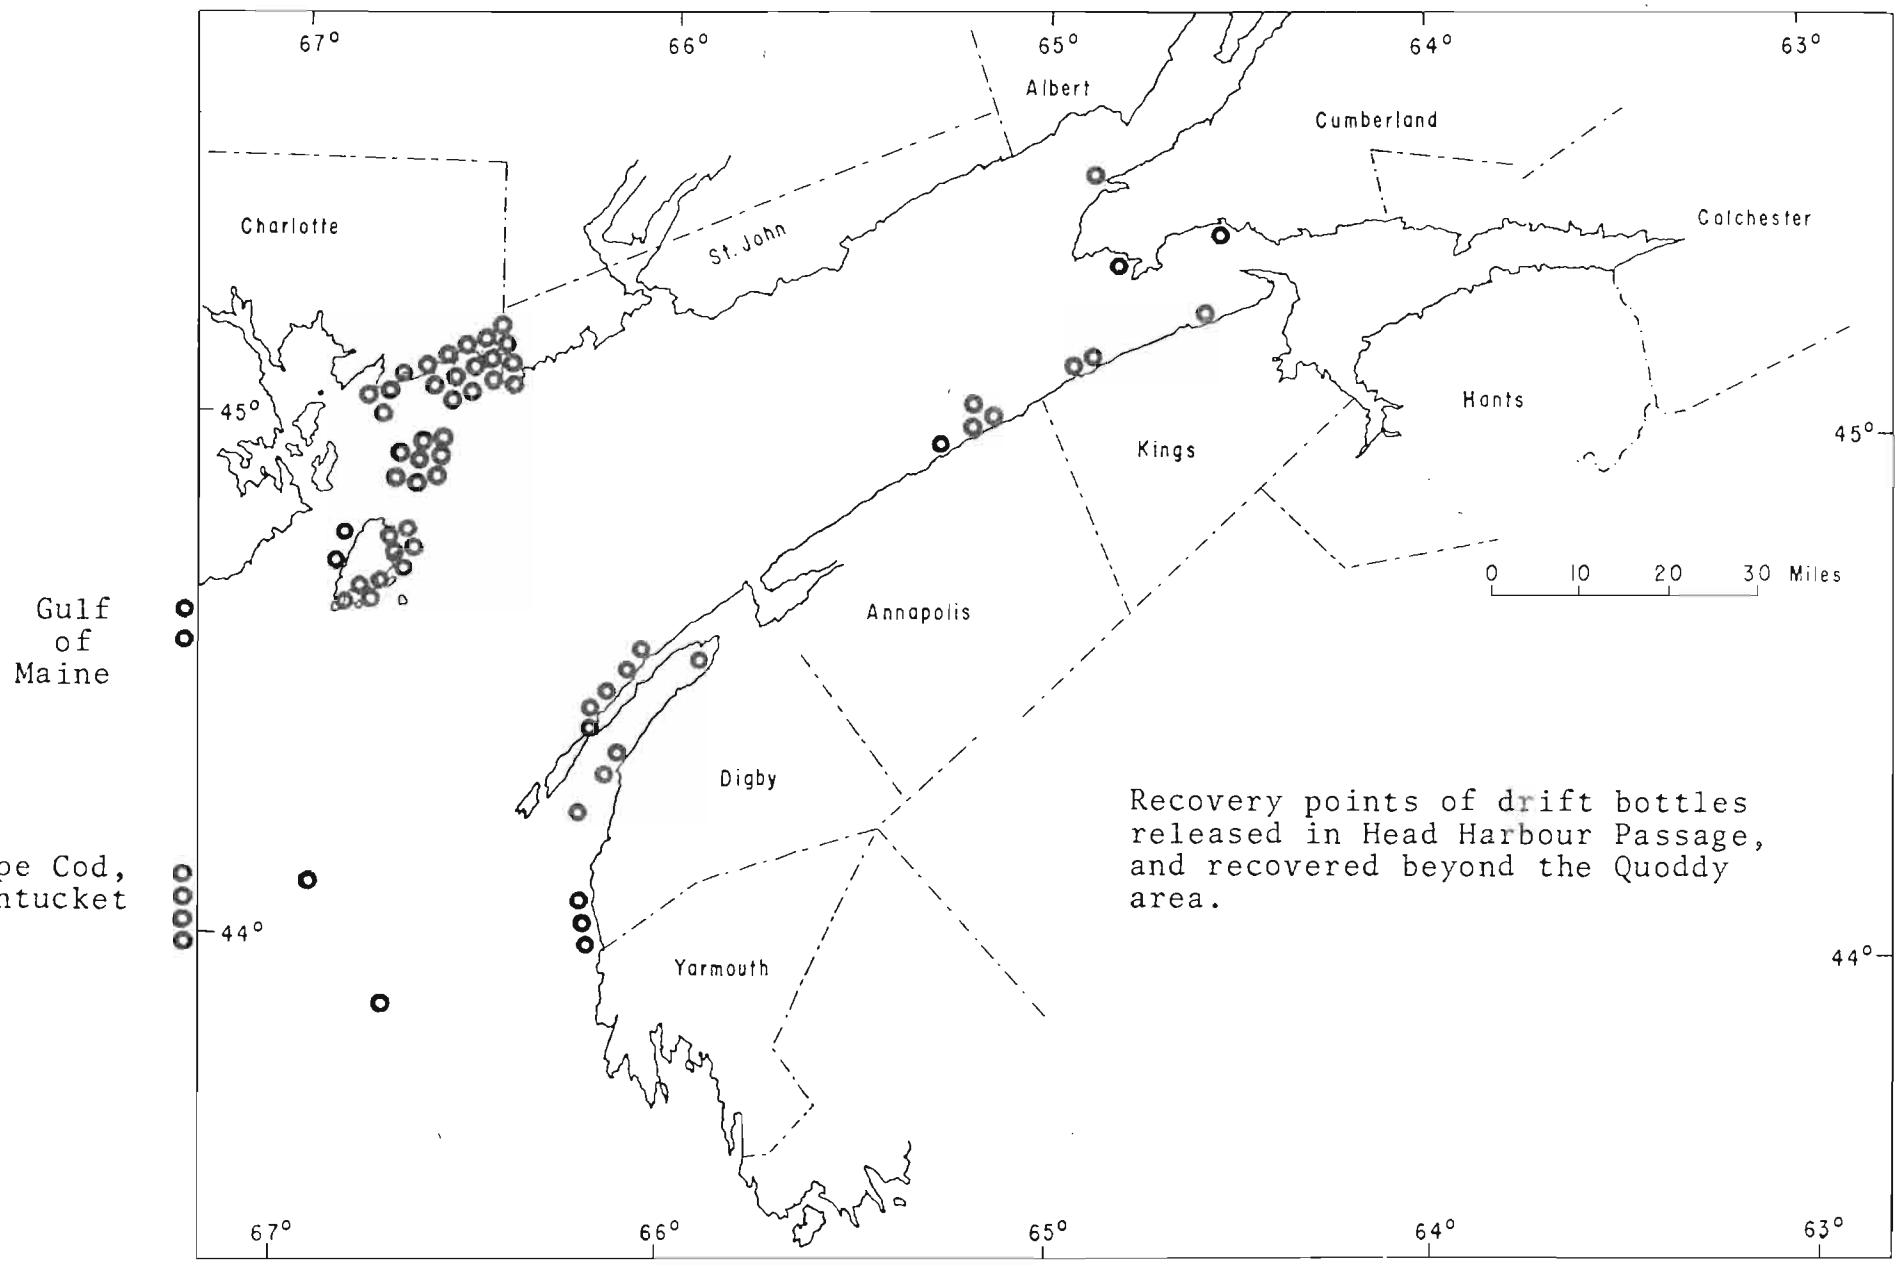 67° 66° 65° 64° 63°
Albert
Cumberland
Charlotte
St. John
Colchester
45°
Hants
45°
Kings
0 10 20 30 Miles
Gulf
of
Maine
Annapolis
Digby
Recovery points of drift bottles
released in Head Harbour Passage,
and recovered beyond the Quoddy
area.
pe Cod,
ntucket
44°
44°
Yarmouth
67° 66° 65° 64° 63°